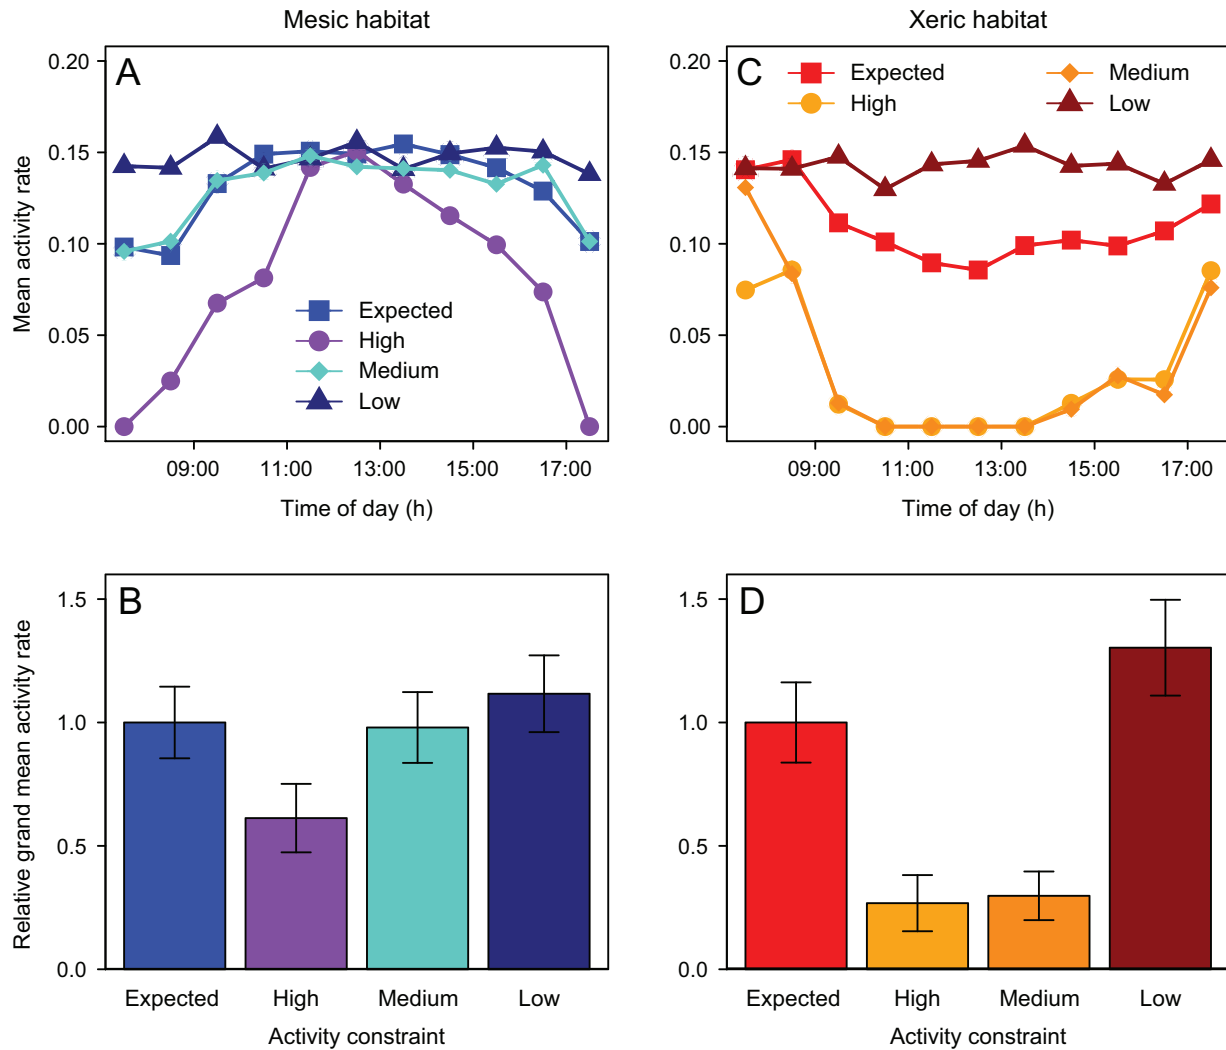 Mesic habitat
A
Mean activity rate
0.20
0.15
0.10
0.05
0.00
Expected
High
Medium
Low
09:00 11:00 13:00 15:00 17:00
Time of day (h)
Xeric habitat
C
Expected Medium
High Low
0.20
0.15
0.10
0.05
0.00
09:00 11:00 13:00 15:00 17:00
Time of day (h)
B
Relative grand mean activity rate
1.5
1.0
0.5
0.0
Expected High Medium Low
Activity constraint
D
1.5
1.0
0.5
0.0
Expected High Medium Low
Activity constraint